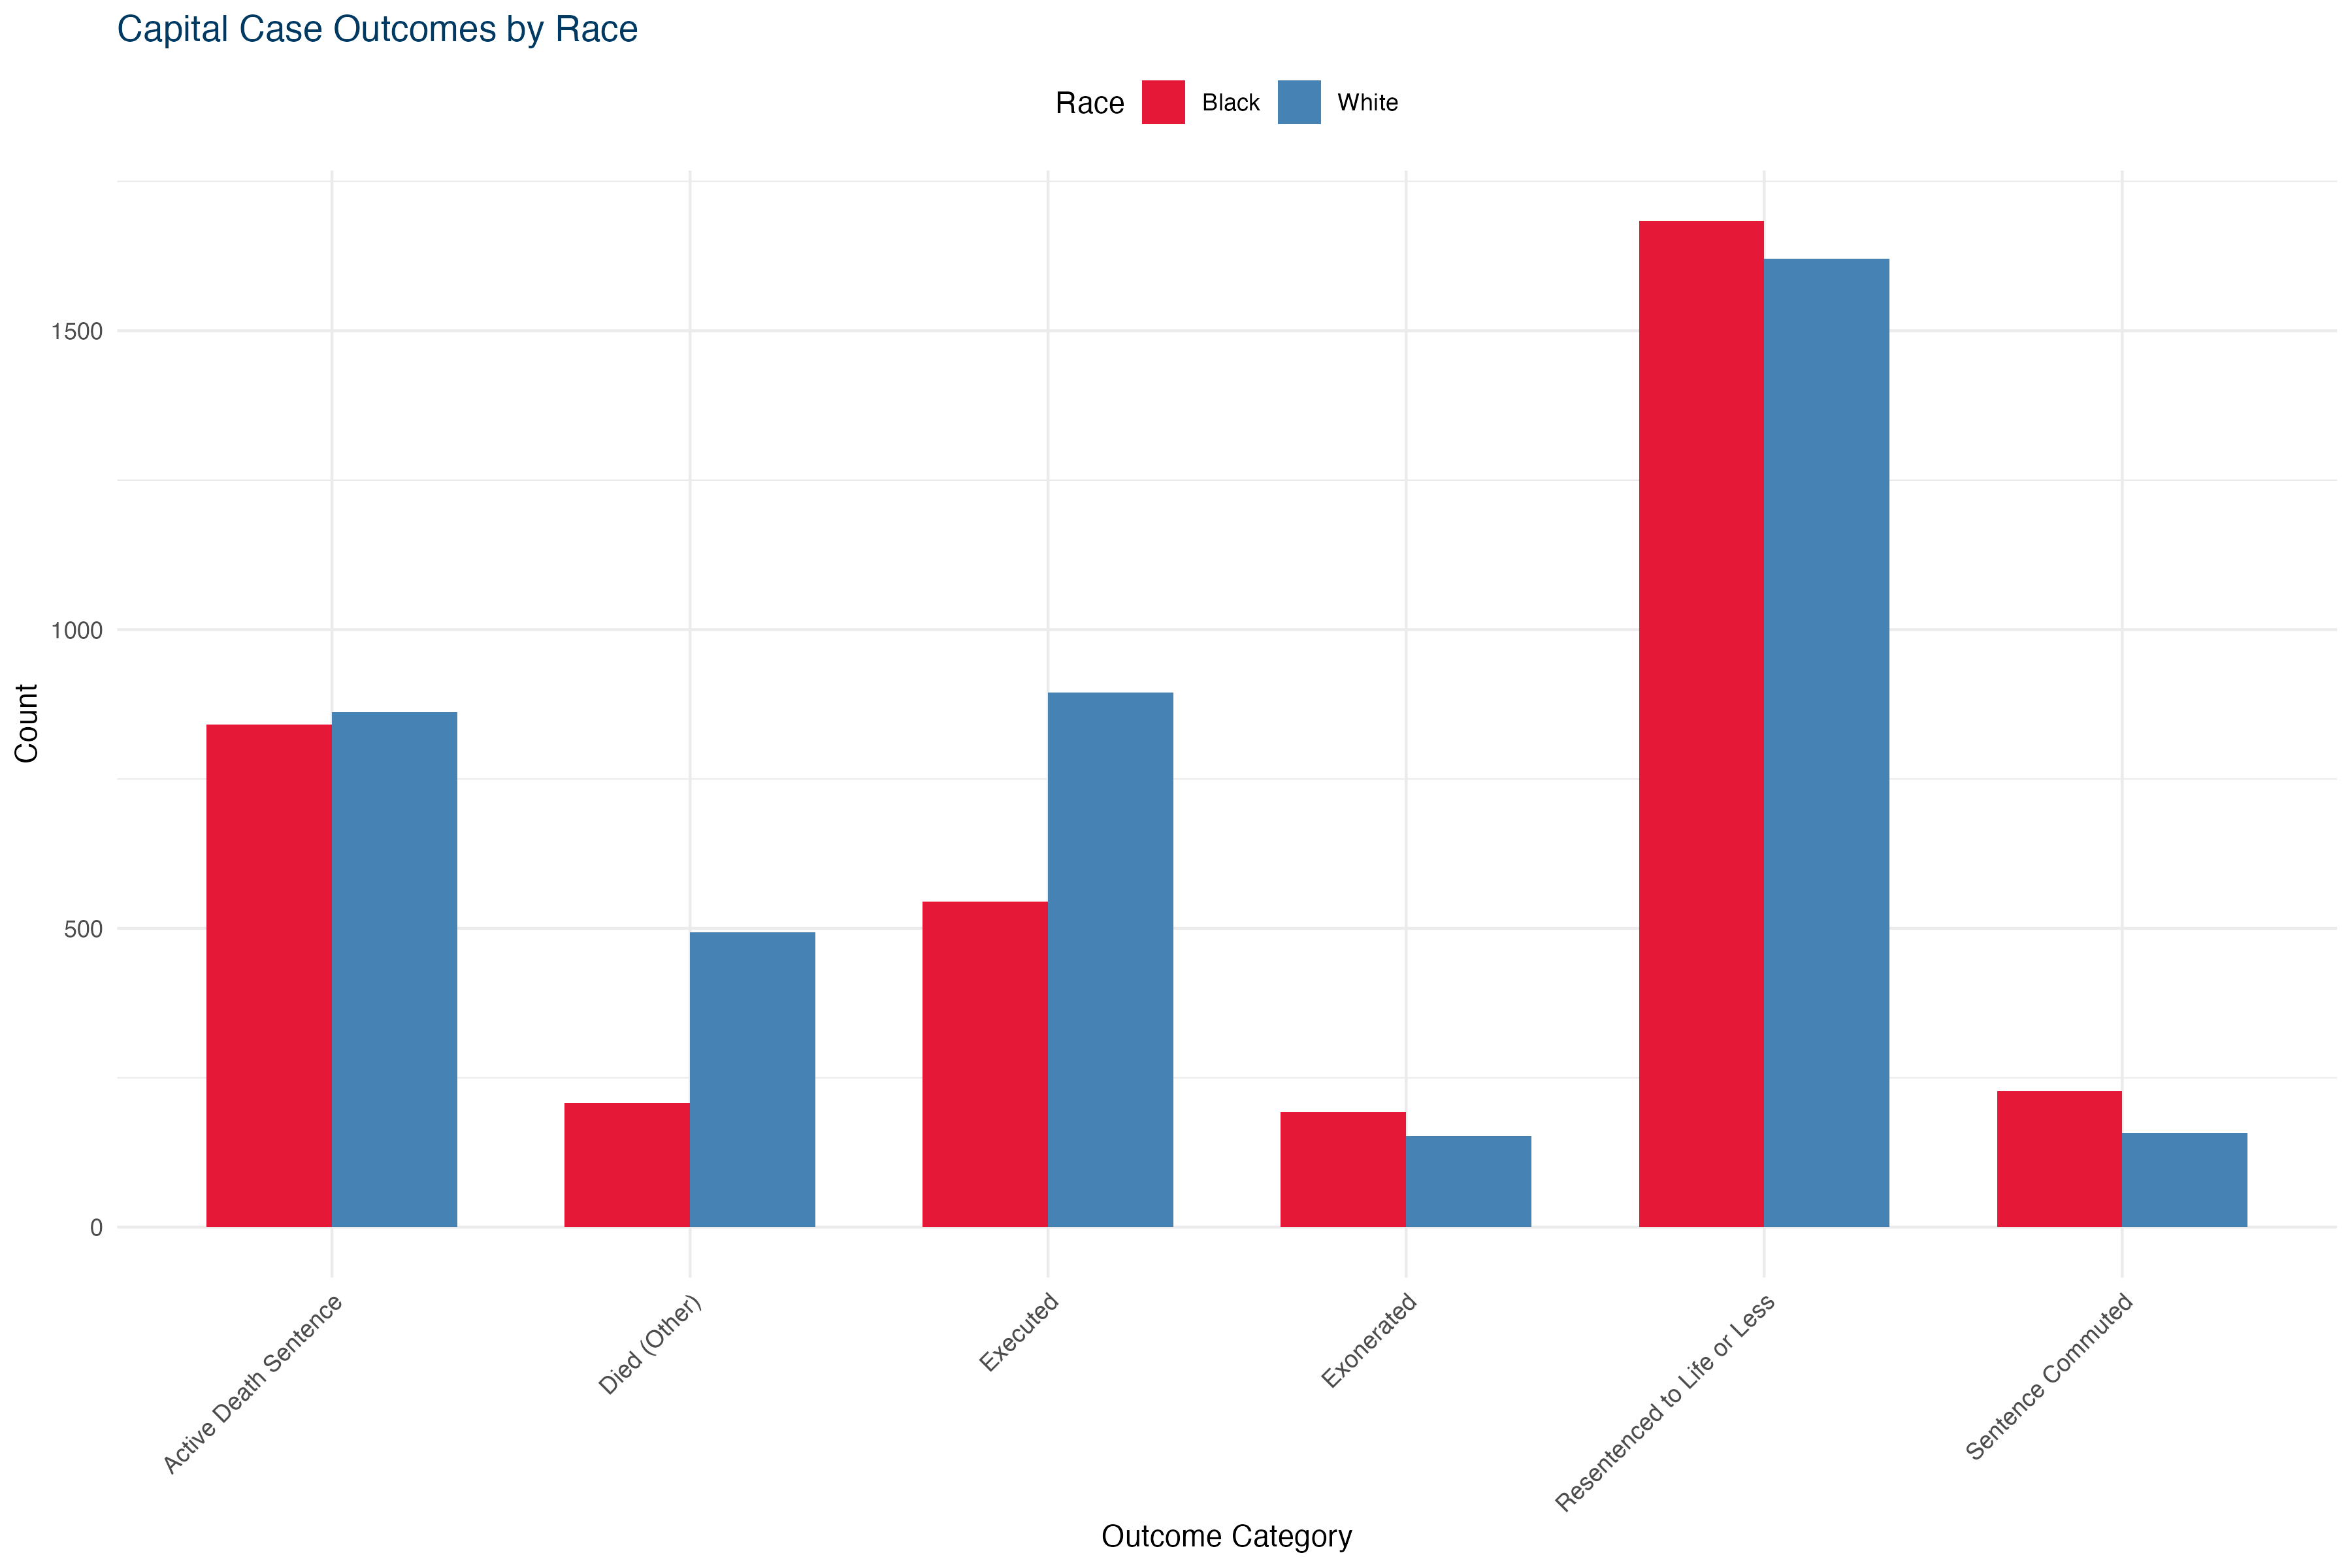 Capital Case Outcomes by Race
Race Black White
1500
1000
500
0
Count
Active Death Sentence
Died (Other)
Executed
Exonerated
Resentenced to Life or Less
Sentence Commuted
Outcome Category